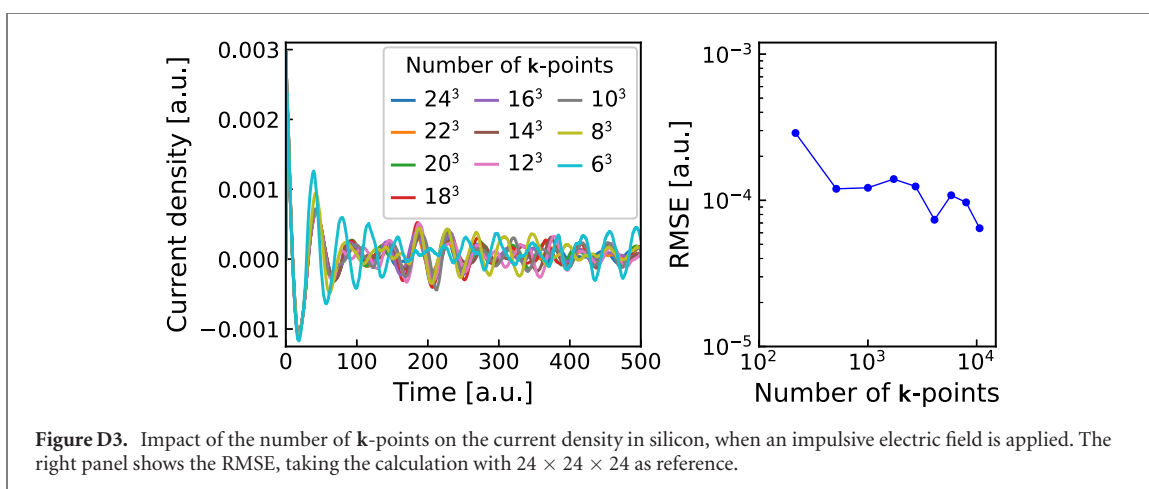 0.003
0.002
0.001
0.000
−0.001
Current density [a.u.]
0 100 200 300 400 500
Time [a.u.]
Number of k-points
24³ 16³ 10³
22³ 14³ 8³
20³ 12³ 6³
18³
10⁻³
10⁻⁴
10⁻⁵
RMSE [a.u.]
10² 10³ 10⁴
Number of k-points
Figure D3. Impact of the number of k-points on the current density in silicon, when an impulsive electric field is applied. The
right panel shows the RMSE, taking the calculation with 24 × 24 × 24 as reference.